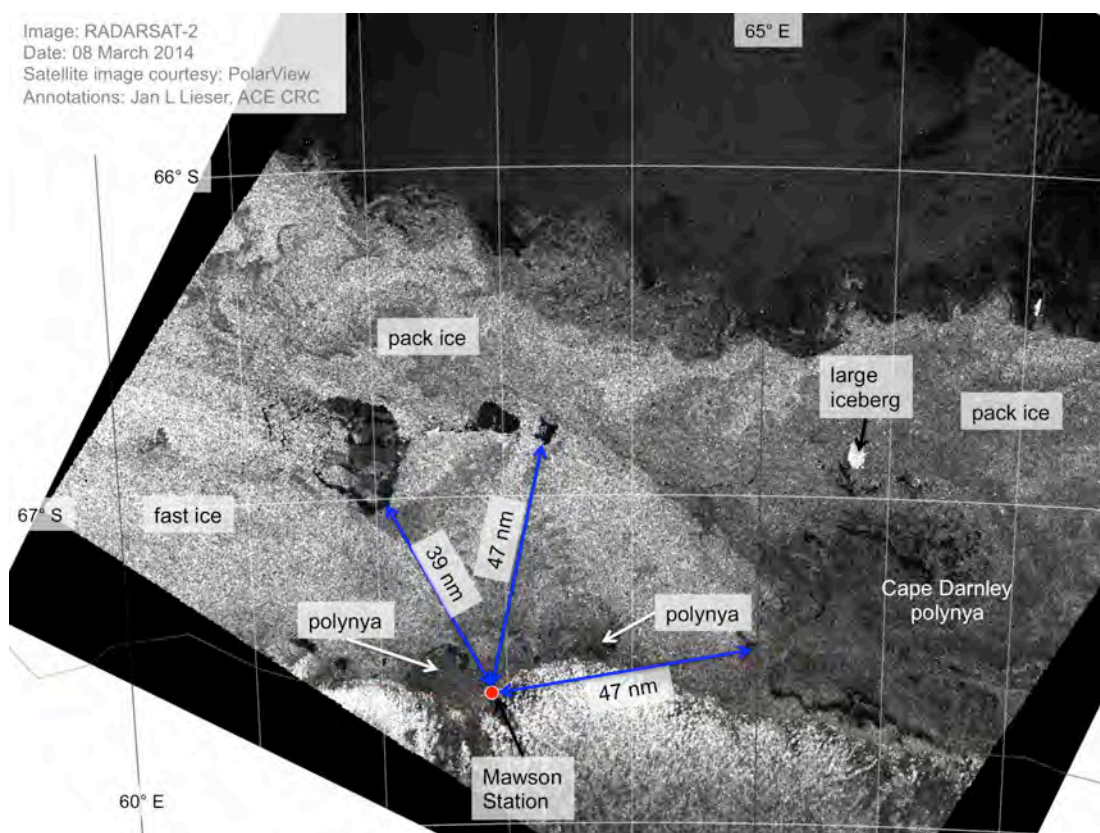 Image: RADARSAT-2
Date: 08 March 2014
Satellite image courtesy: PolarView
Annotations: Jan L Lieser, ACE CRC
65° E
66° S
pack ice
large
iceberg
pack ice
67° S
fast ice
39 nm
47 nm
Cape Darnley
polynya
polynya
polynya
47 nm
Mawson
Station
60° E